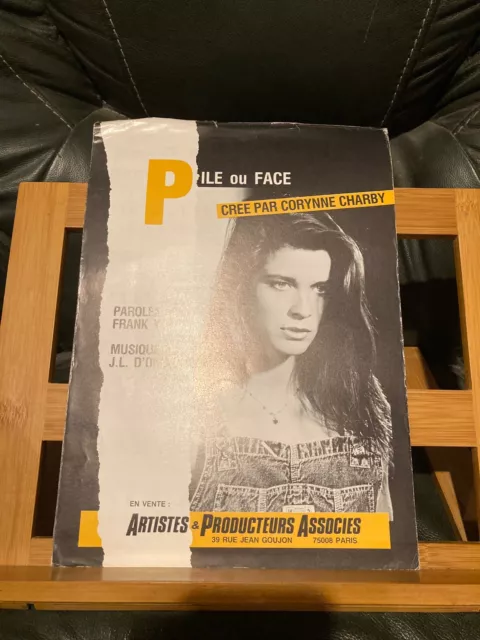 PILE OU FACE
CREE PAR CORYNNE CHARBY
PAROLES
FRANK
MUSIQUE
J.L.
EN VENTE :
ARTISTES & PRODUCTEURS ASSOCIES
39 RUE JEAN GOUJON 75008 PARIS